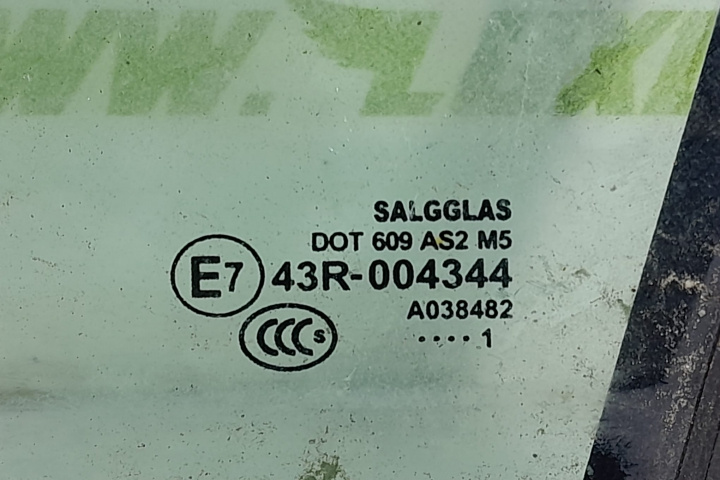 SALGGLAS
DOT 609 AS2 M5
E7 43R-004344
A038482
CCC S
•••• 1